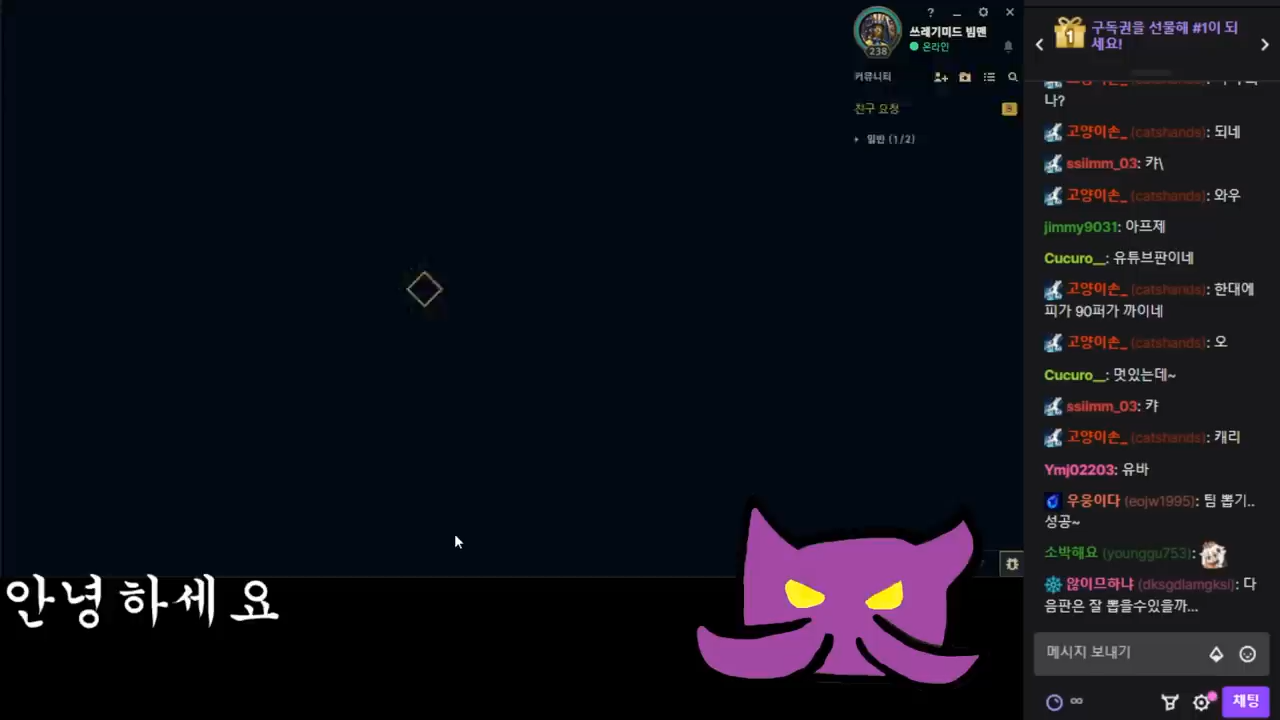 쓰레기미드 빔맨
238
온라인
커뮤니티
친구 요청
일반 (1/2)
안녕하세요
1
구독권을 선물해 #1이 되
세요!
나?
고양이손_ (catshands): 되네
ssilmm_03: 캬\
고양이손_ (catshands): 와우
jimmy9031: 아프제
Cucuro__: 유튜브판이네
고양이손_ (catshands): 한대에
피가 90퍼가 까이네
고양이손_ (catshands): 오
Cucuro__: 멋있는데~
ssilmm_03: 캬
고양이손_ (catshands): 캐리
Ymj02203: 유바
우웅이다 (eojw1995): 팀 뽑기..
성공~
소박해요 (younggu753):
않이므하냐 (dksgdlamgksi): 다
음판은 잘 뽑을수있을까...
메시지 보내기
채팅